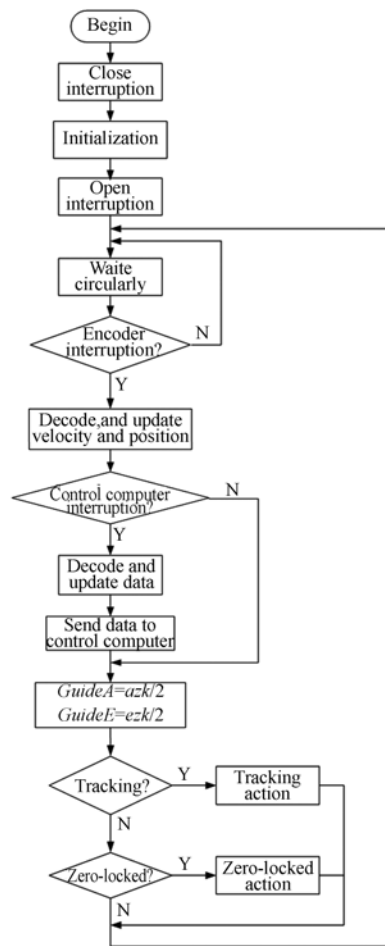 Begin
Close
interruption
Initialization
Open
interruption
Waite
circularly
Encoder
interruption?
N
Y
Decode,and update
velocity and position
Control computer
interruption?
N
Y
Decode and
update data
Send data to
control computer
GuideA=azk/2
GuideE=ezk/2
Tracking?
Y
Tracking
action
N
Zero-locked?
Y
Zero-locked
action
N